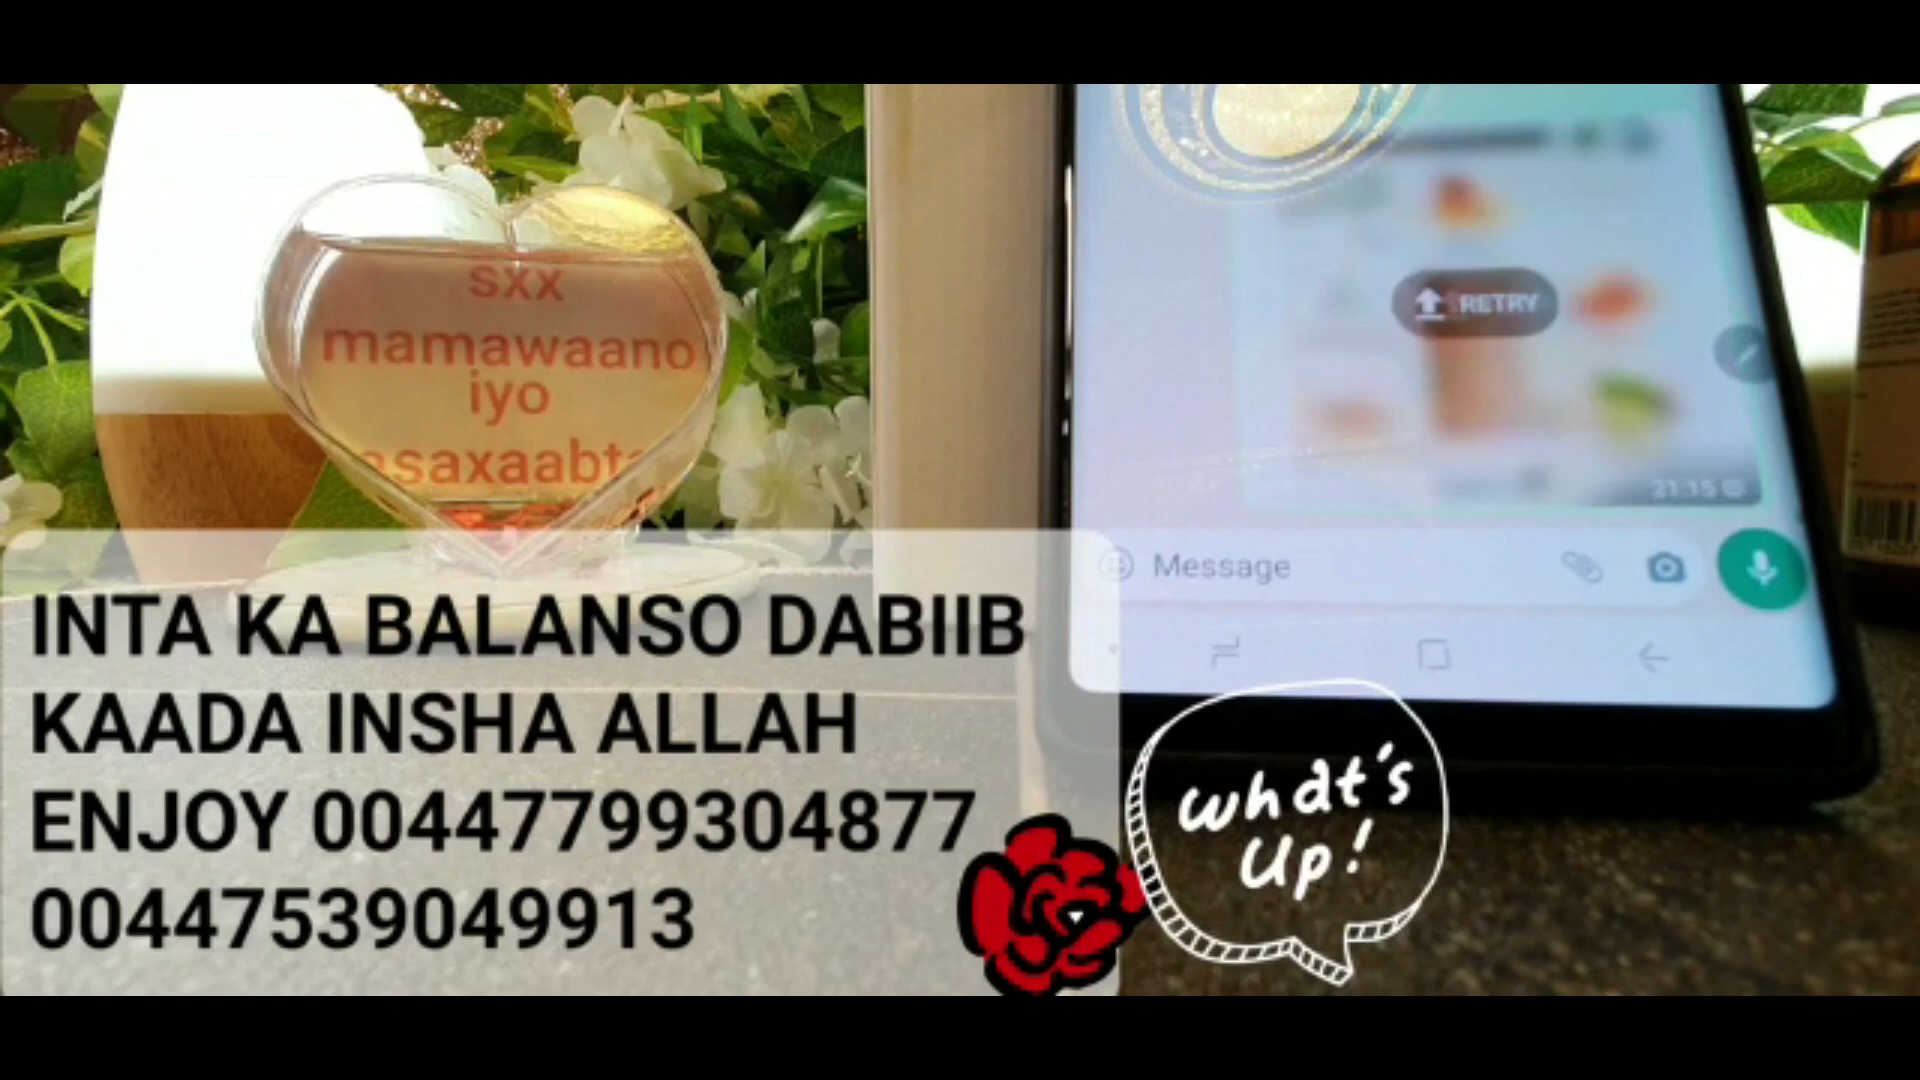 sxx
mamawaano
iyo
asaxaabta
RETRY
21:15
Message
INTA KA BALANSO DABIIB
KAADA INSHA ALLAH
ENJOY 00447799304877
00447539049913
what's
Up!